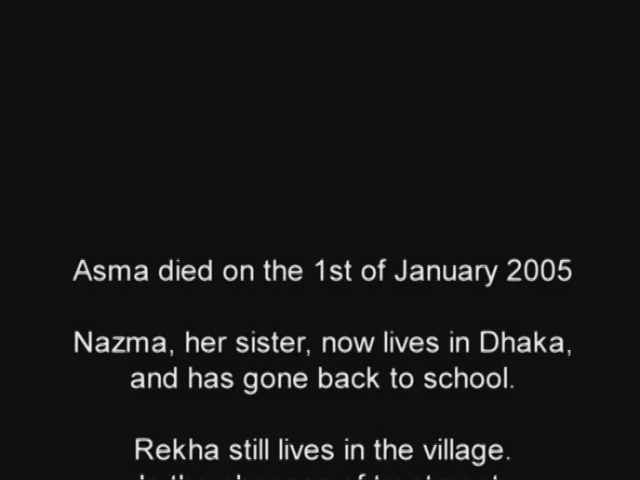 Asma died on the 1st of January 2005
Nazma, her sister, now lives in Dhaka,
and has gone back to school.
Rekha still lives in the village.